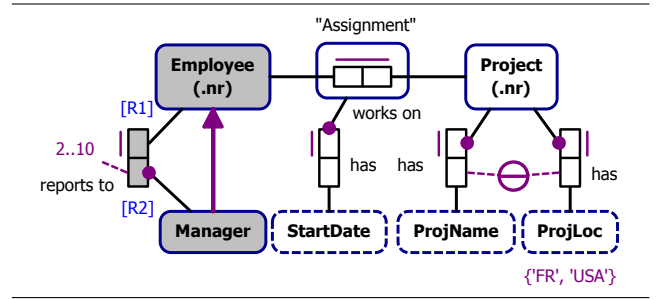 "Assignment"
Employee
(.nr)
Project
(.nr)
[R1]
works on
2..10
has
has
has
reports to
[R2]
Manager
StartDate
ProjName
ProjLoc
{'FR', 'USA'}